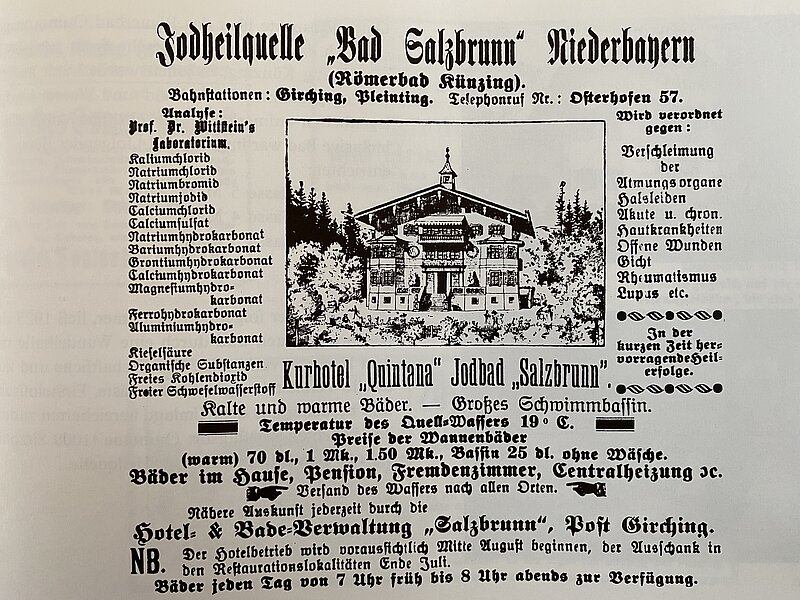 Jodheilquelle „Bad Salzbrunn“ Niederbayern
(Römerbad Künzing).
Bahnstationen: Girching, Pleinting. Telephonruf Nr.: Osterhofen 57.
Analyse:
Prof. Dr. Wittstein's
Laboratorium.
Kaliumchlorid
Natriumchlorid
Natriumbromid
Natriumjodid
Calciumchlorid
Calciumsulfat
Natriumhydrokarbonat
Bariumhydrokarbonat
Grontiumhydrokarbonat
Calciumhydrokarbonat
Magnesiumhydro-
karbonat
Ferrohydrokarbonat
Aluminiumhydro-
karbonat
Kieselsäure
Organische Substanzen
Freies Kohlendioxid
Freier Schwefelwasserstoff
Wird verordnet
gegen:
Verschleimung
der
Atmungsorgane
Halsleiden
Akute u. chron.
Hautkrankheiten
Offene Wunden
Gicht
Rheumatismus
Lupus etc.
In der
kurzen Zeit her-
vorragende Heil-
erfolge.
Kurhotel „Quintana“ Jodbad „Salzbrunn“.
Kalte und warme Bäder. — Großes Schwimmbassin.
Temperatur des Quell-Wassers 19° C.
Preise der Wannenbäder
(warm) 70 dl., 1 Mk., 1.50 Mk., Bassin 25 dl. ohne Wäsche.
Bäder im Hause, Pension, Fremdenzimmer, Centralheizung ꝛc.
Versand des Wassers nach allen Orten.
Nähere Auskunft jederzeit durch die
Hotel- & Bade-Verwaltung „Salzbrunn“, Post Girching.
NB. Der Hotelbetrieb wird voraussichtlich Mitte August beginnen, der Ausschank in
den Restaurationslokalitäten Ende Juli.
Bäder jeden Tag von 7 Uhr früh bis 8 Uhr abends zur Verfügung.